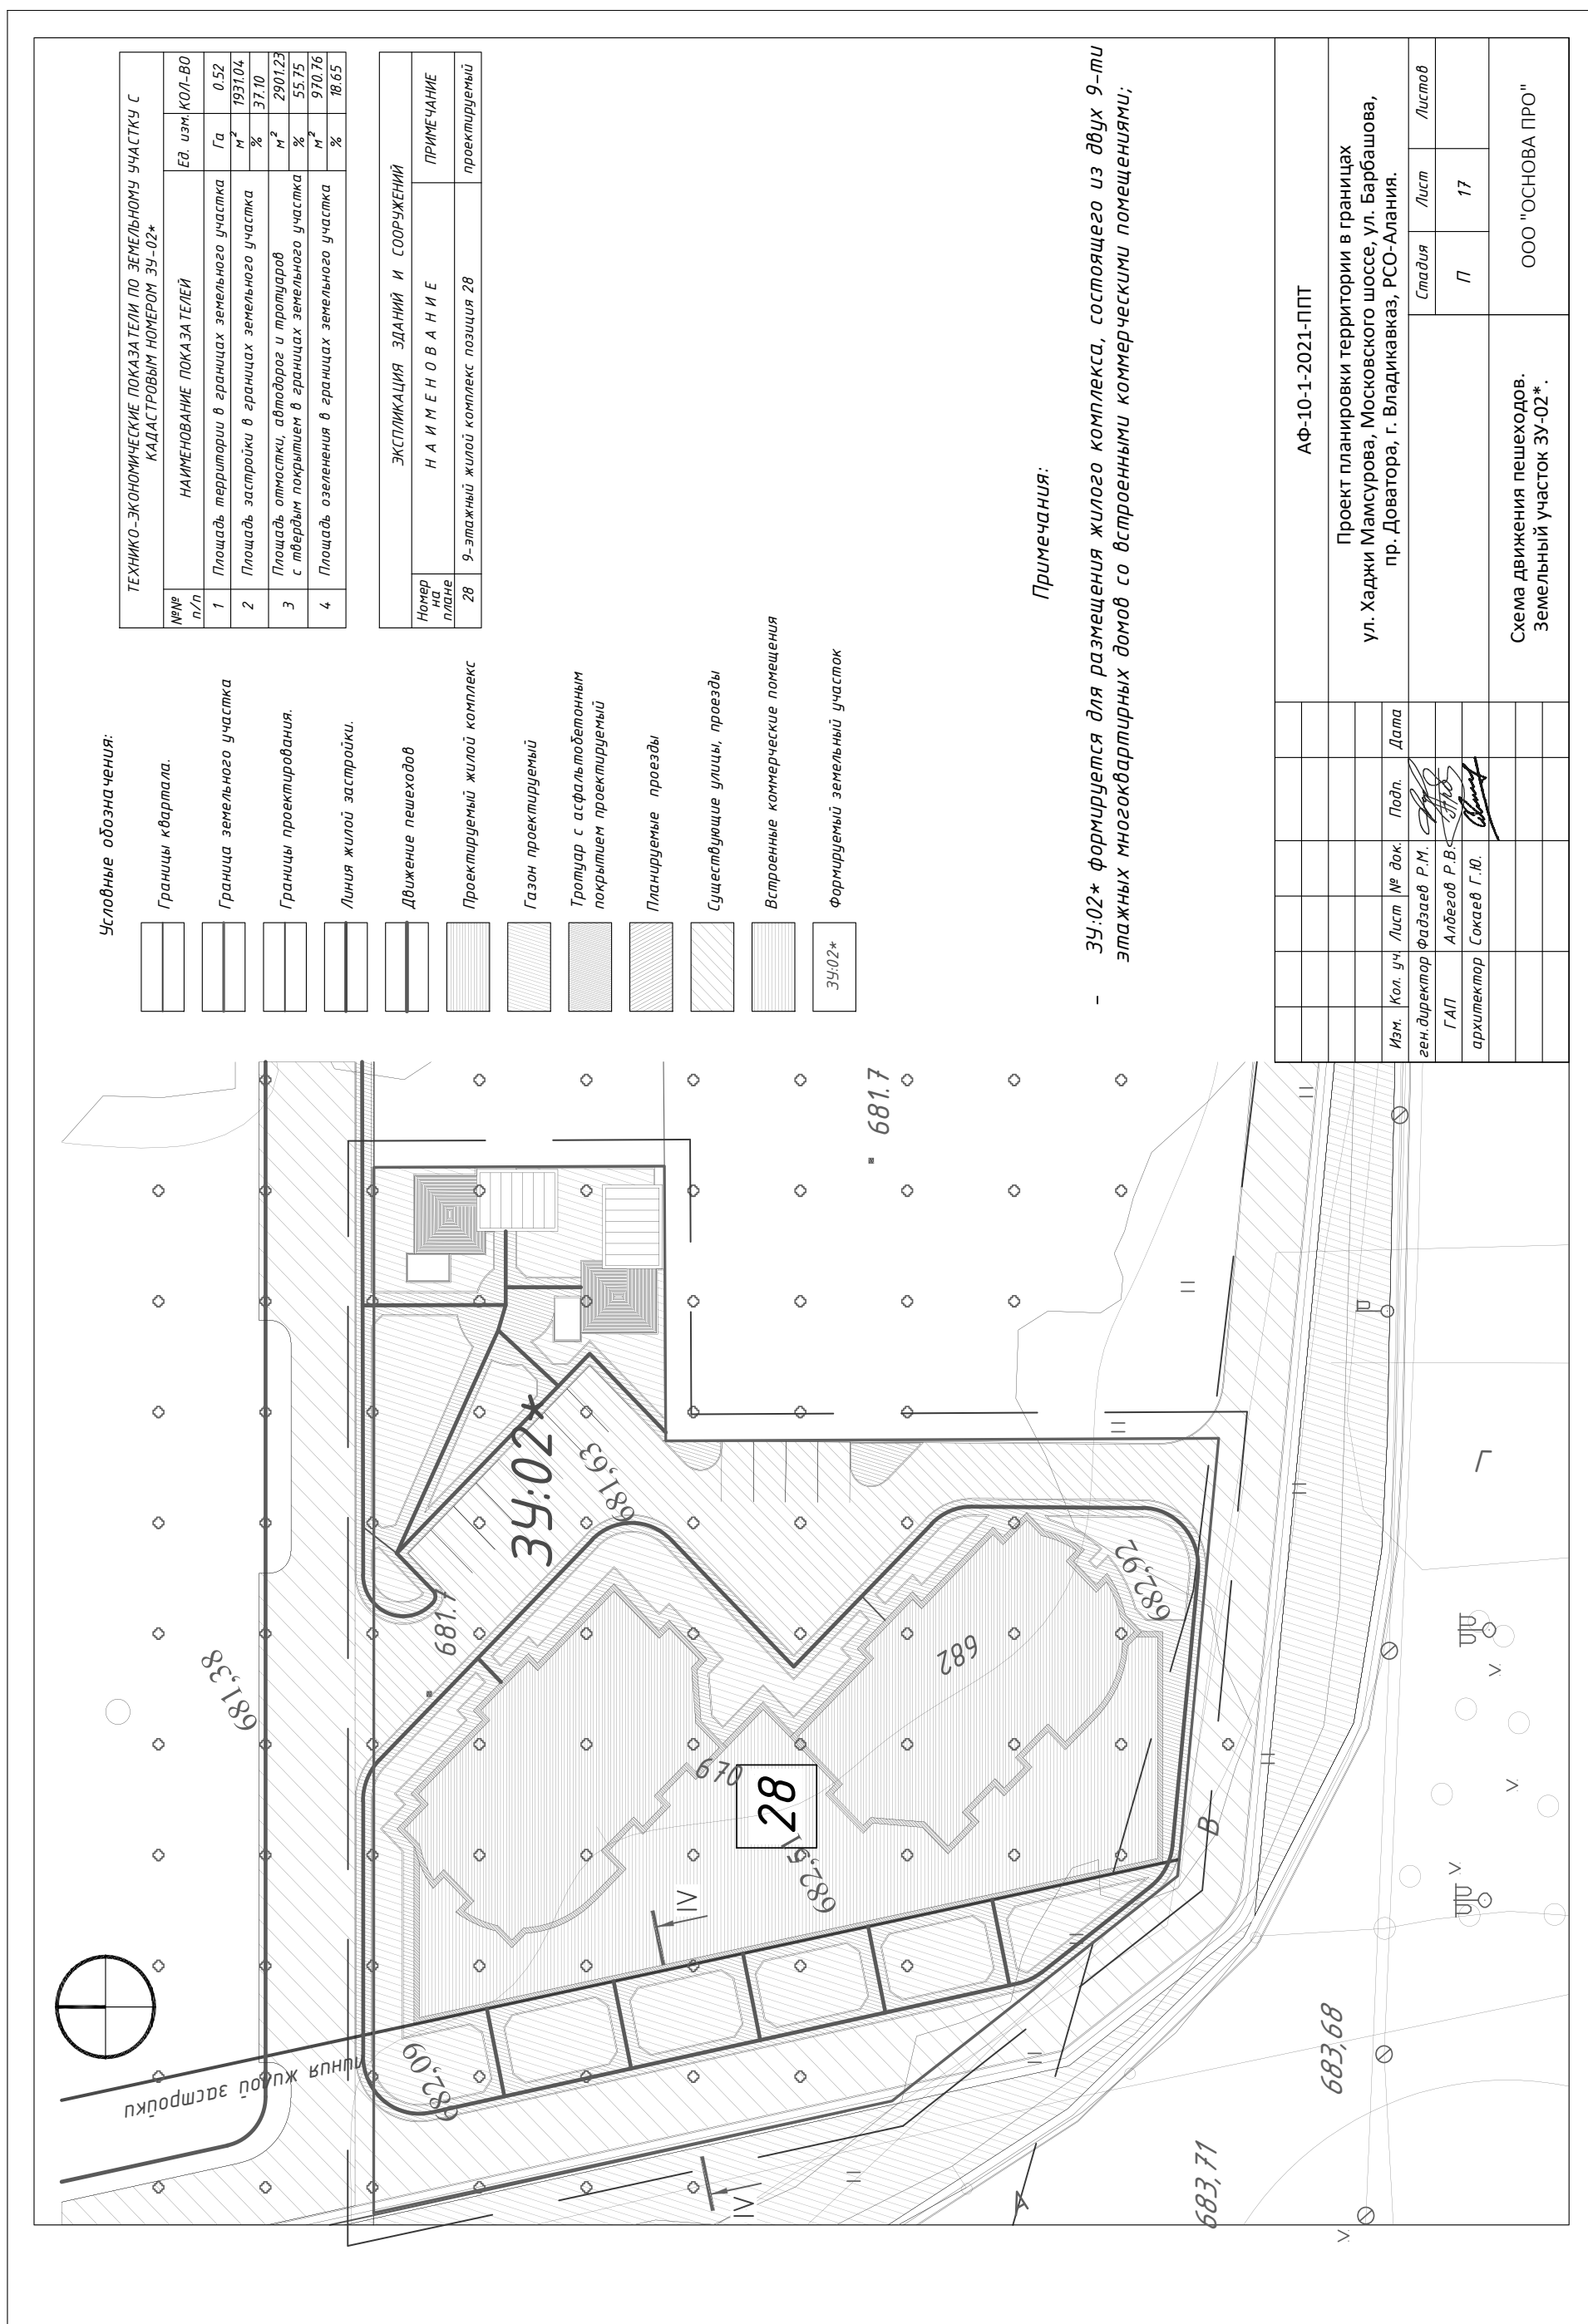 ТЕХНИКО-ЭКОНОМИЧЕСКИЕ ПОКАЗАТЕЛИ ПО ЗЕМЕЛЬНОМУ УЧАСТКУ С
КАДАСТРОВЫМ НОМЕРОМ ЗУ-02*
№№ п/п НАИМЕНОВАНИЕ ПОКАЗАТЕЛЕЙ Ед. изм. КОЛ-ВО
1 Площадь территории в границах земельного участка Га 0.52
2 Площадь застройки в границах земельного участка м² 1931.04
% 37.10
3 Площадь отмостки, автодорог и тротуаров м² 2901.23
с твердым покрытием в границах земельного участка % 55.75
4 Площадь озеленения в границах земельного участка м² 970.76
% 18.65
ЭКСПЛИКАЦИЯ ЗДАНИЙ И СООРУЖЕНИЙ
Номер на плане Н А И М Е Н О В А Н И Е ПРИМЕЧАНИЕ
28 9-этажный жилой комплекс позиция 28 проектируемый
Условные обозначения:
Границы квартала.
Граница земельного участка
Границы проектирования.
Линия жилой застройки.
Движение пешеходов
Проектируемый жилой комплекс
Газон проектируемый
Тротуар с асфальтобетонным
покрытием проектируемый
Планируемые проезды
Существующие улицы, проезды
Встроенные коммерческие помещения
ЗУ:02* Формируемый земельный участок
Примечания:
- ЗУ:02* формируется для размещения жилого комплекса, состоящего из двух 9-ти
этажных многоквартирных домов со встроенными коммерческими помещениями;
линия жилой застройки
681,38
682,09
681.7
ЗУ:02*
681,63
IV
IV
670
28
682,51
682
682,92
681.7
А
В
Г
683,71
683,68
АФ-10-1-2021-ППТ
Проект планировки территории в границах
ул. Хаджи Мамсурова, Московского шоссе, ул. Барбашова,
пр. Доватора, г. Владикавказ, РСО-Алания.
Изм. Кол. уч. Лист № док. Подп. Дата
ген.директор Фадзаев Р.М.
ГАП Албегов Р.В.
архитектор Сокаев Г.Ю.
Стадия Лист Листов
П 17
Схема движения пешеходов.
Земельный участок ЗУ-02*.
ООО "ОСНОВА ПРО"